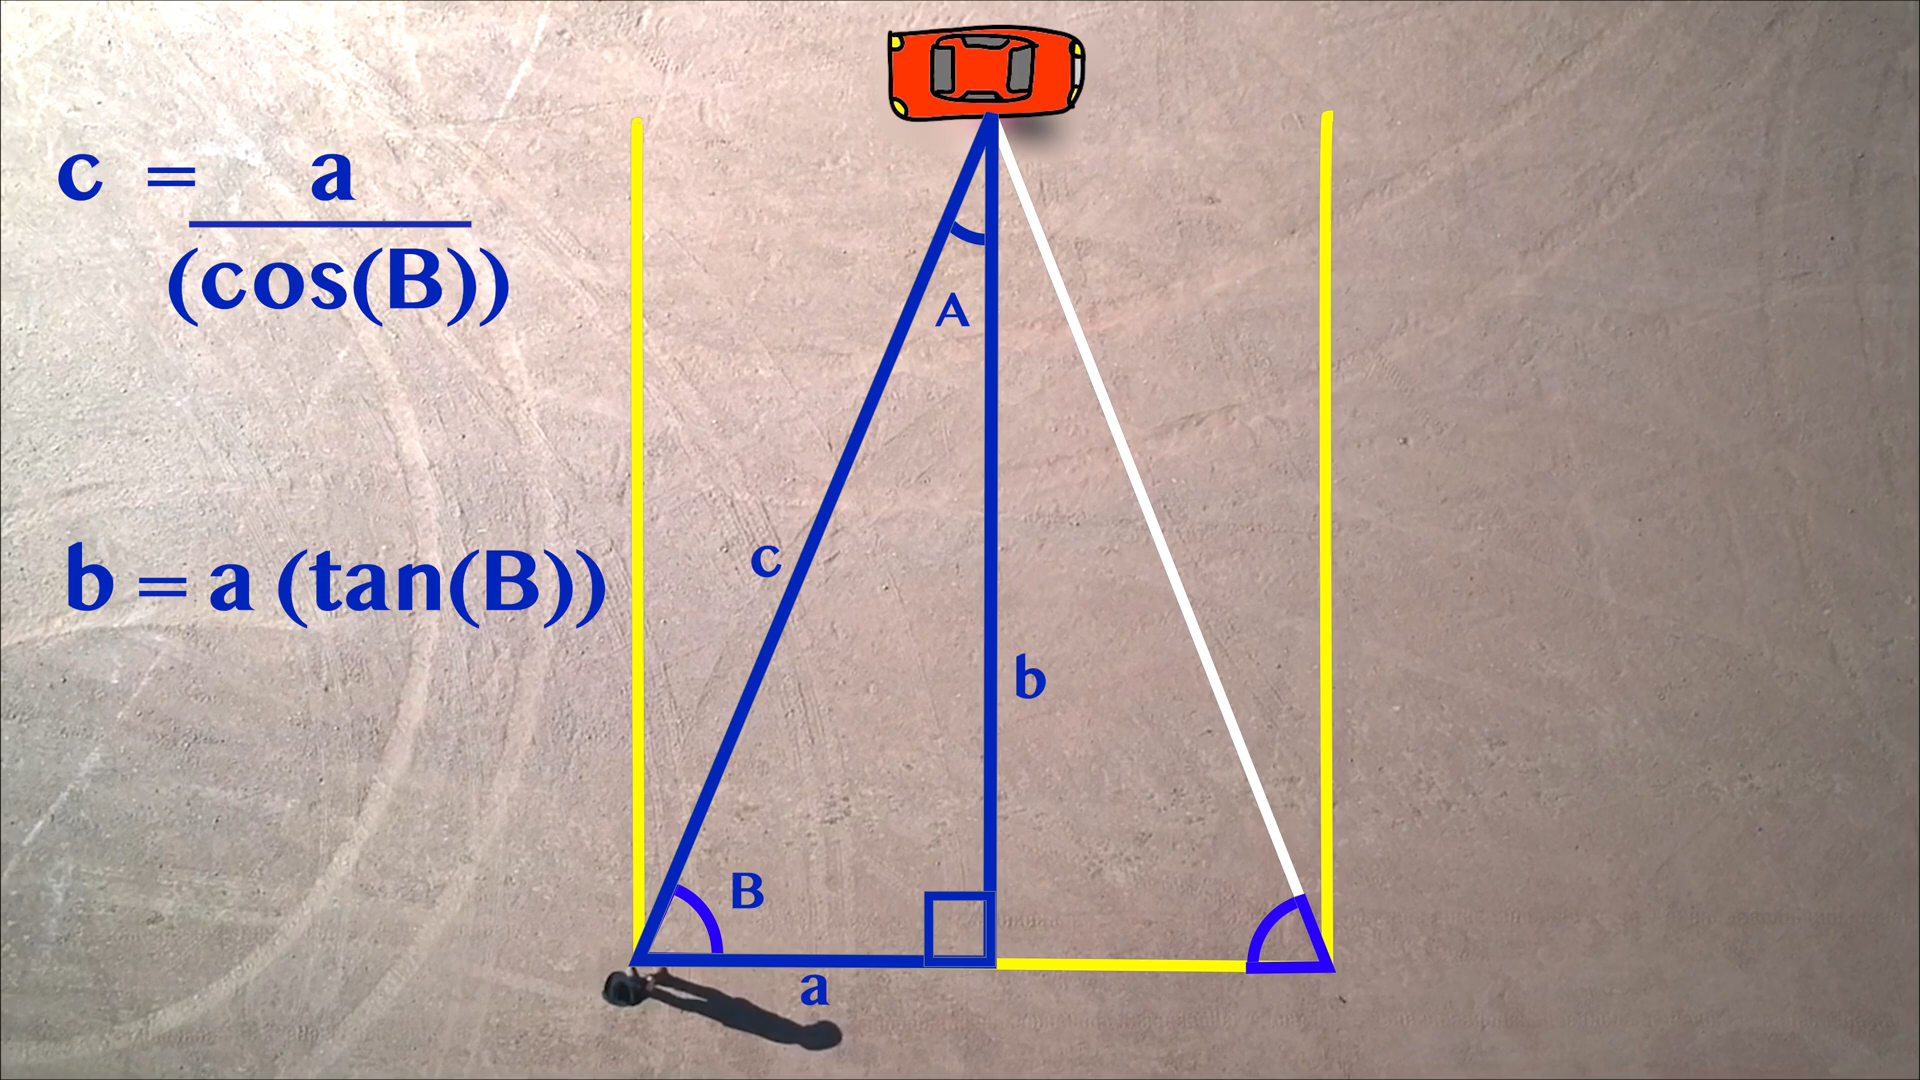 c = a
(cos(B))
A
c
b = a (tan(B))
b
B
a